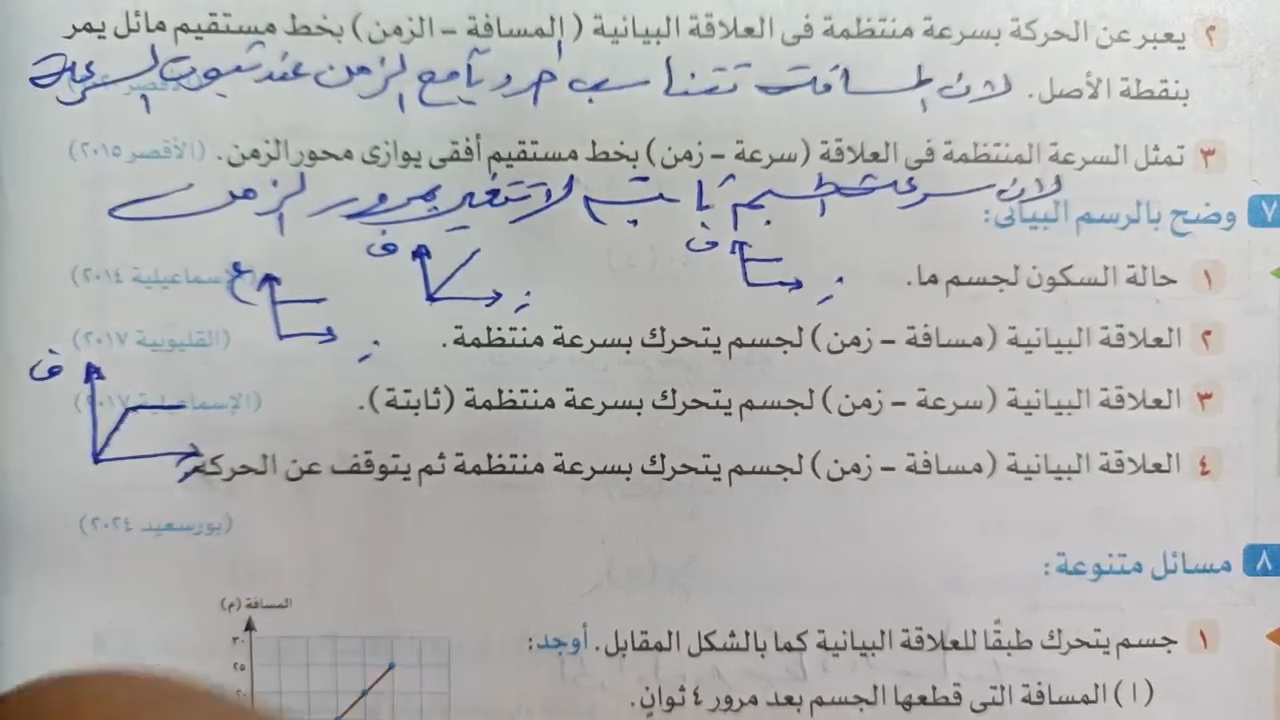 ٢ يعبر عن الحركة بسرعة منتظمة فى العلاقة البيانية (المسافة - الزمن) بخط مستقيم مائل يمر
بنقطة الأصل.
لان المسافة تتناسب طرديا مع الزمن عند ثبوت السرعة
٣ تمثل السرعة المنتظمة فى العلاقة (سرعة - زمن) بخط مستقيم أفقى يوازى محور الزمن. (الأقصر ٢٠١٥)
لان سرعة الجسم ثابتة لا تتغير بمرور الزمن
٧ وضح بالرسم البيانى:
ف ز
ف ز
ع ز
١ حالة السكون لجسم ما. (الإسماعيلية ٢٠١٤)
٢ العلاقة البيانية (مسافة - زمن) لجسم يتحرك بسرعة منتظمة. (القليوبية ٢٠١٧)
ف
٣ العلاقة البيانية (سرعة - زمن) لجسم يتحرك بسرعة منتظمة (ثابتة). (الإسماعيلية ٢٠١٧)
٤ العلاقة البيانية (مسافة - زمن) لجسم يتحرك بسرعة منتظمة ثم يتوقف عن الحركة.
(بورسعيد ٢٠٢٤)
٨ مسائل متنوعة:
المسافة (م)
٣٠
٢٥
٢٠
١ جسم يتحرك طبقًا للعلاقة البيانية كما بالشكل المقابل. أوجد:
(١) المسافة التى قطعها الجسم بعد مرور ٤ ثوانٍ.